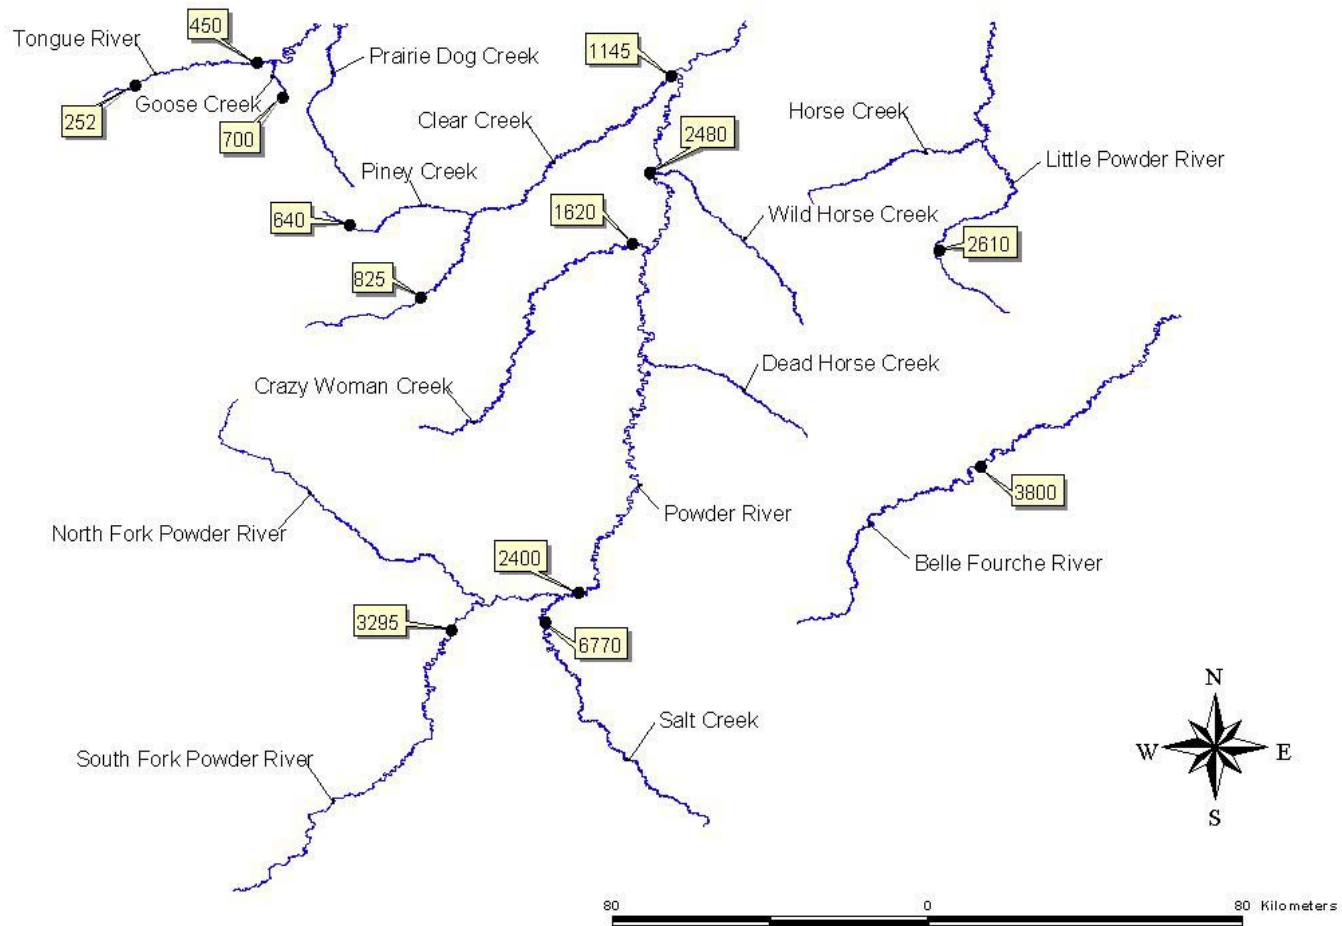 450
Tongue River
Prairie Dog Creek
1145
Goose Creek
252
700
Clear Creek
2480
Horse Creek
Little Powder River
Piney Creek
640
1620
Wild Horse Creek
2610
825
Dead Horse Creek
Crazy Woman Creek
3800
Powder River
North Fork Powder River
2400
Belle Fourche River
3295
6770
Salt Creek
South Fork Powder River
N
W
E
S
80 0 80 Kilometers